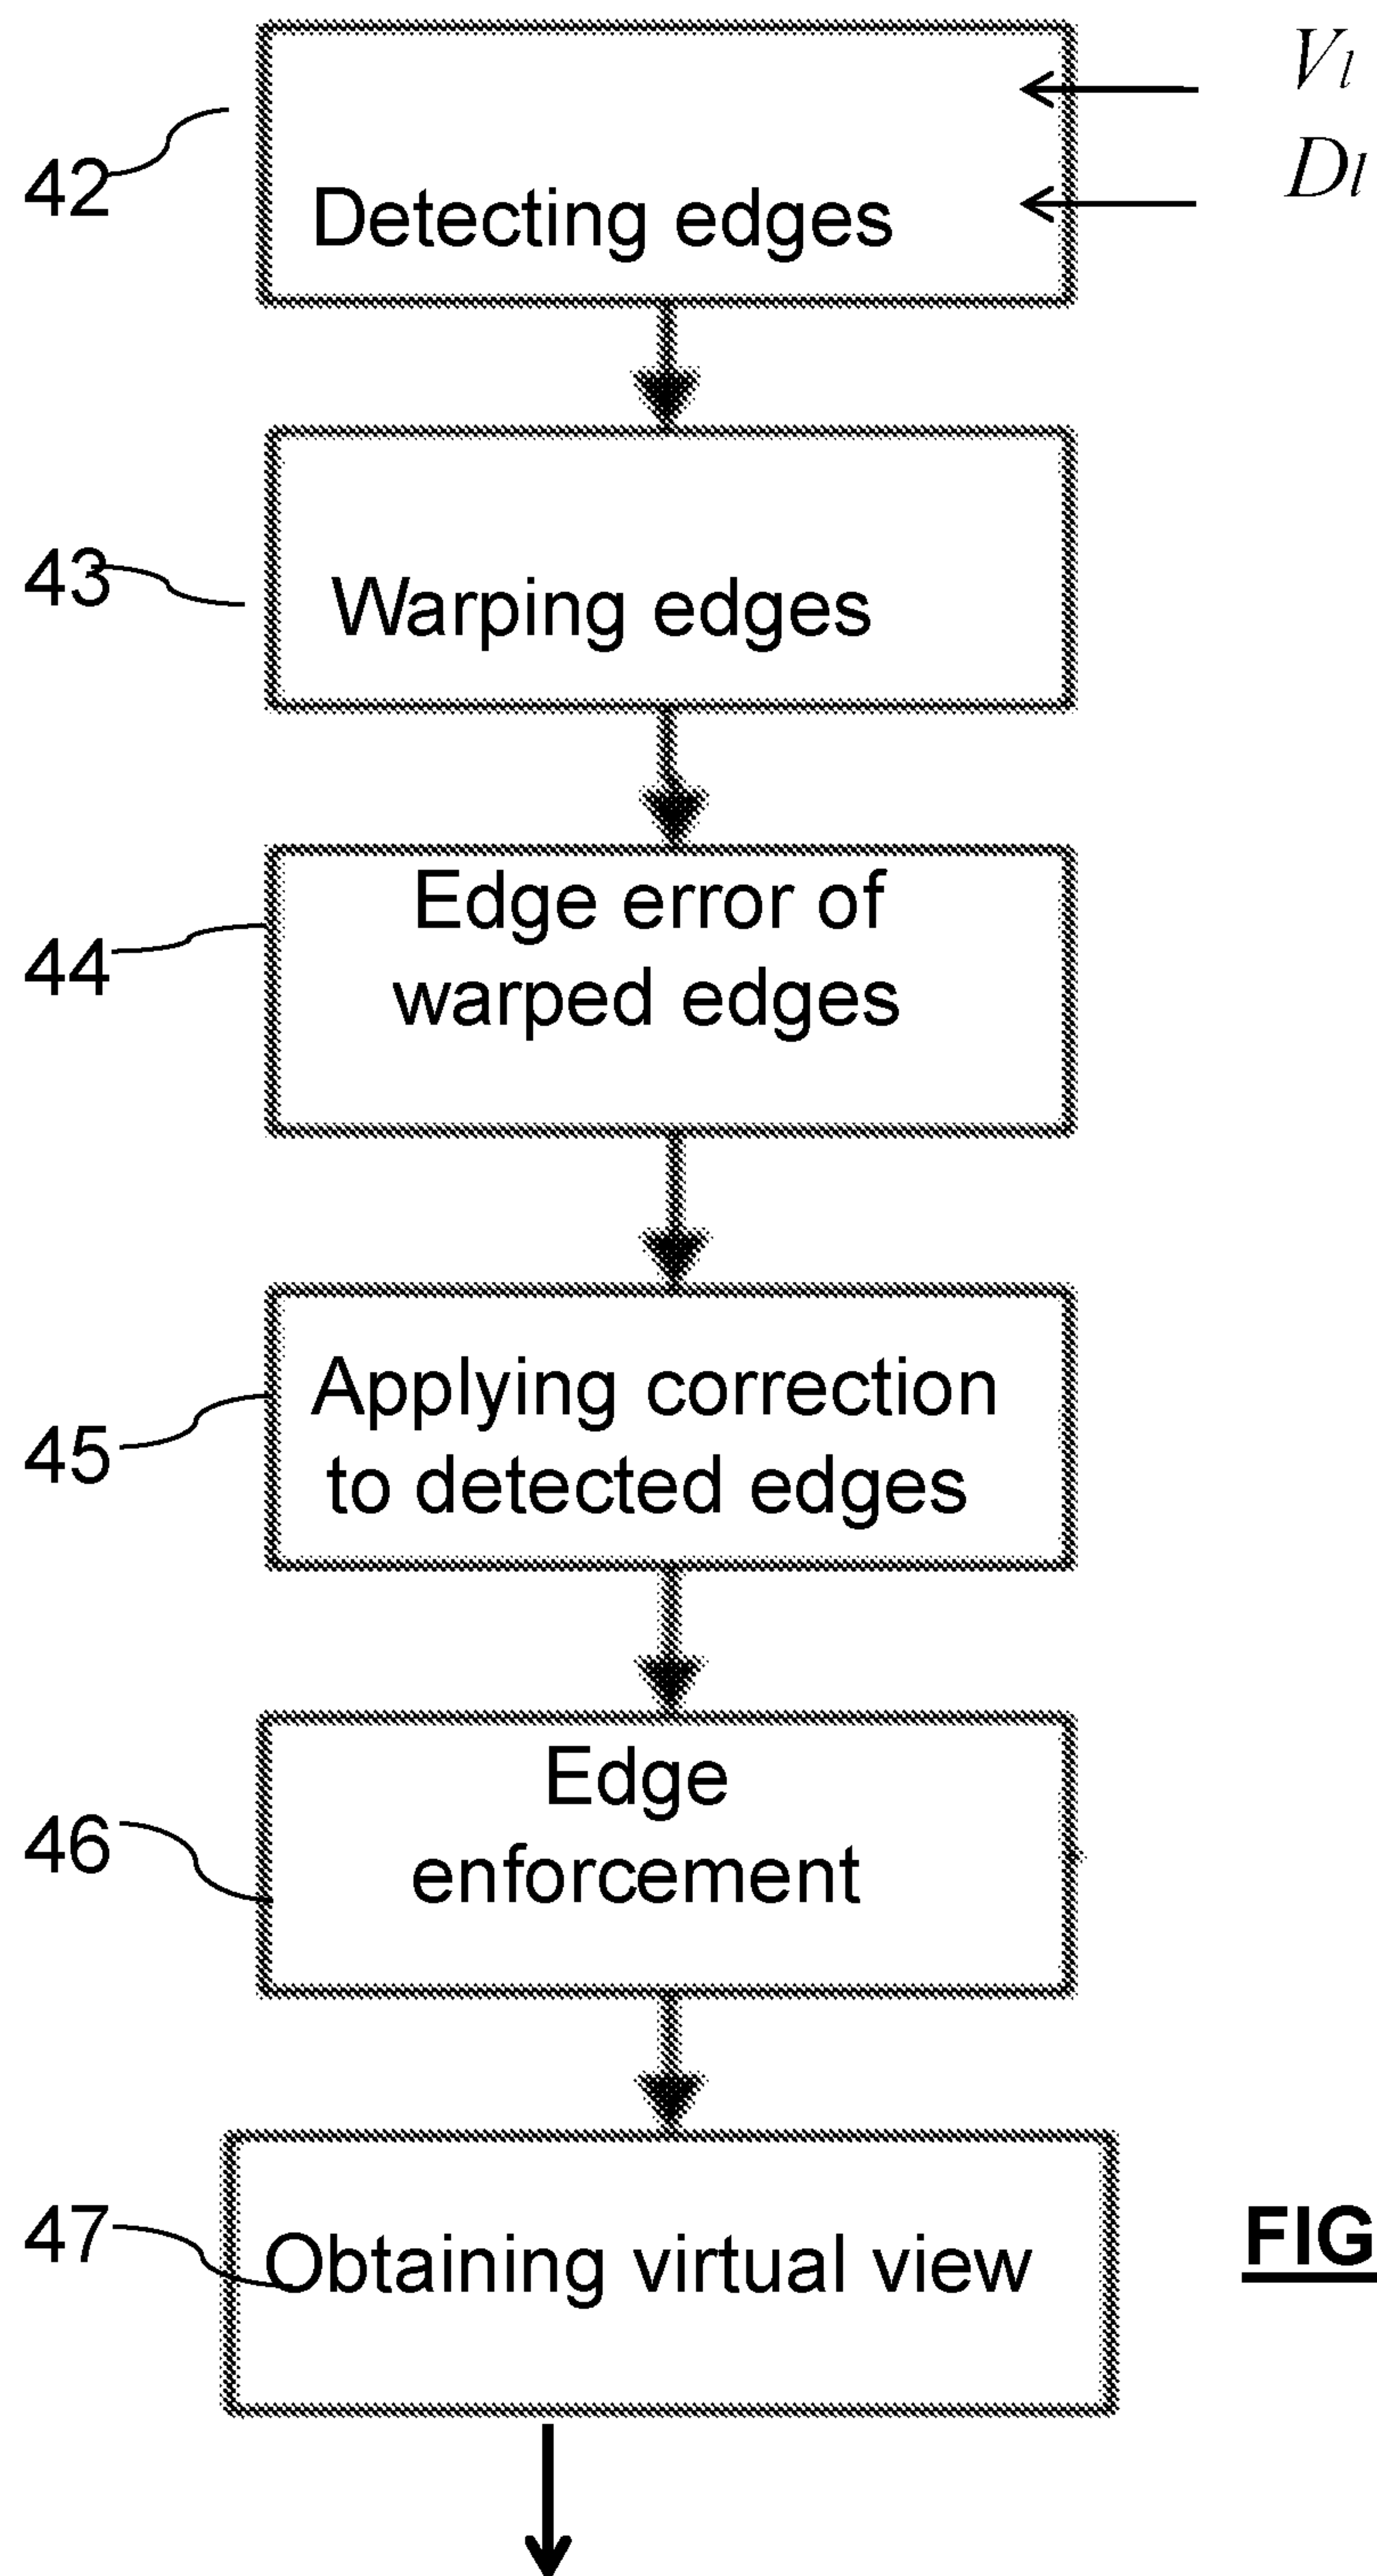 Vl
Dl
42
Detecting edges
43
Warping edges
44
Edge error of
warped edges
45
Applying correction
to detected edges
46
Edge
enforcement
47
Obtaining virtual view
FIG